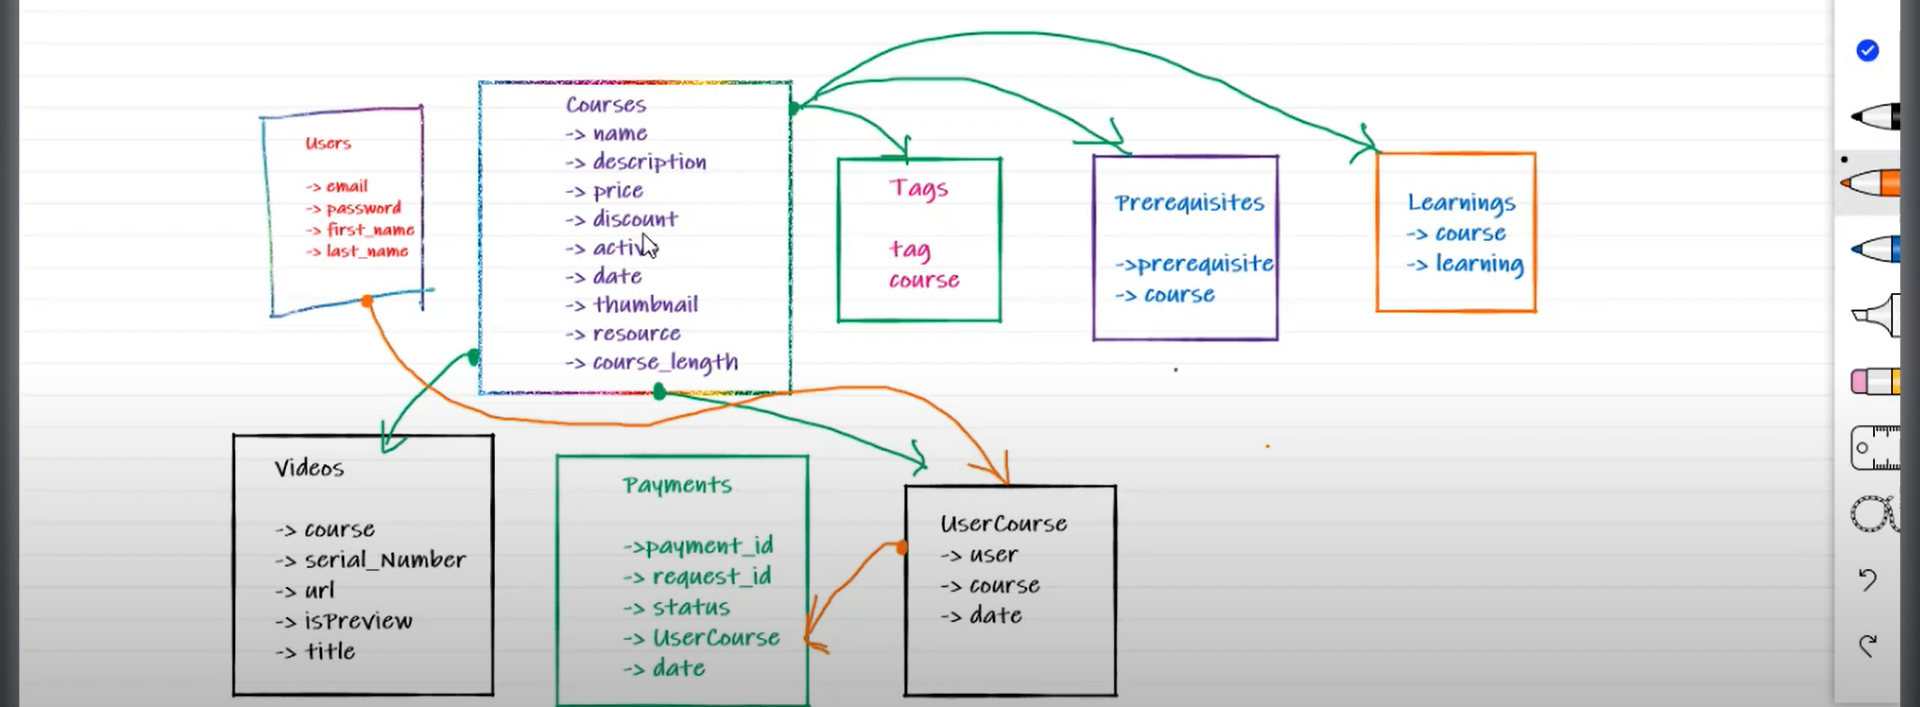 Users
-> email
-> password
-> first_name
-> last_name
Courses
-> name
-> description
-> price
-> discount
-> date
-> thumbnail
-> resource
-> course_length
Tags
tag
course
Prerequisites
->prerequisite
-> course
Learnings
-> course
-> learning
Videos
-> course
-> serial_Number
-> url
-> isPreview
-> title
Payments
->payment_id
-> request_id
-> status
-> UserCourse
-> date
UserCourse
-> user
-> course
-> date